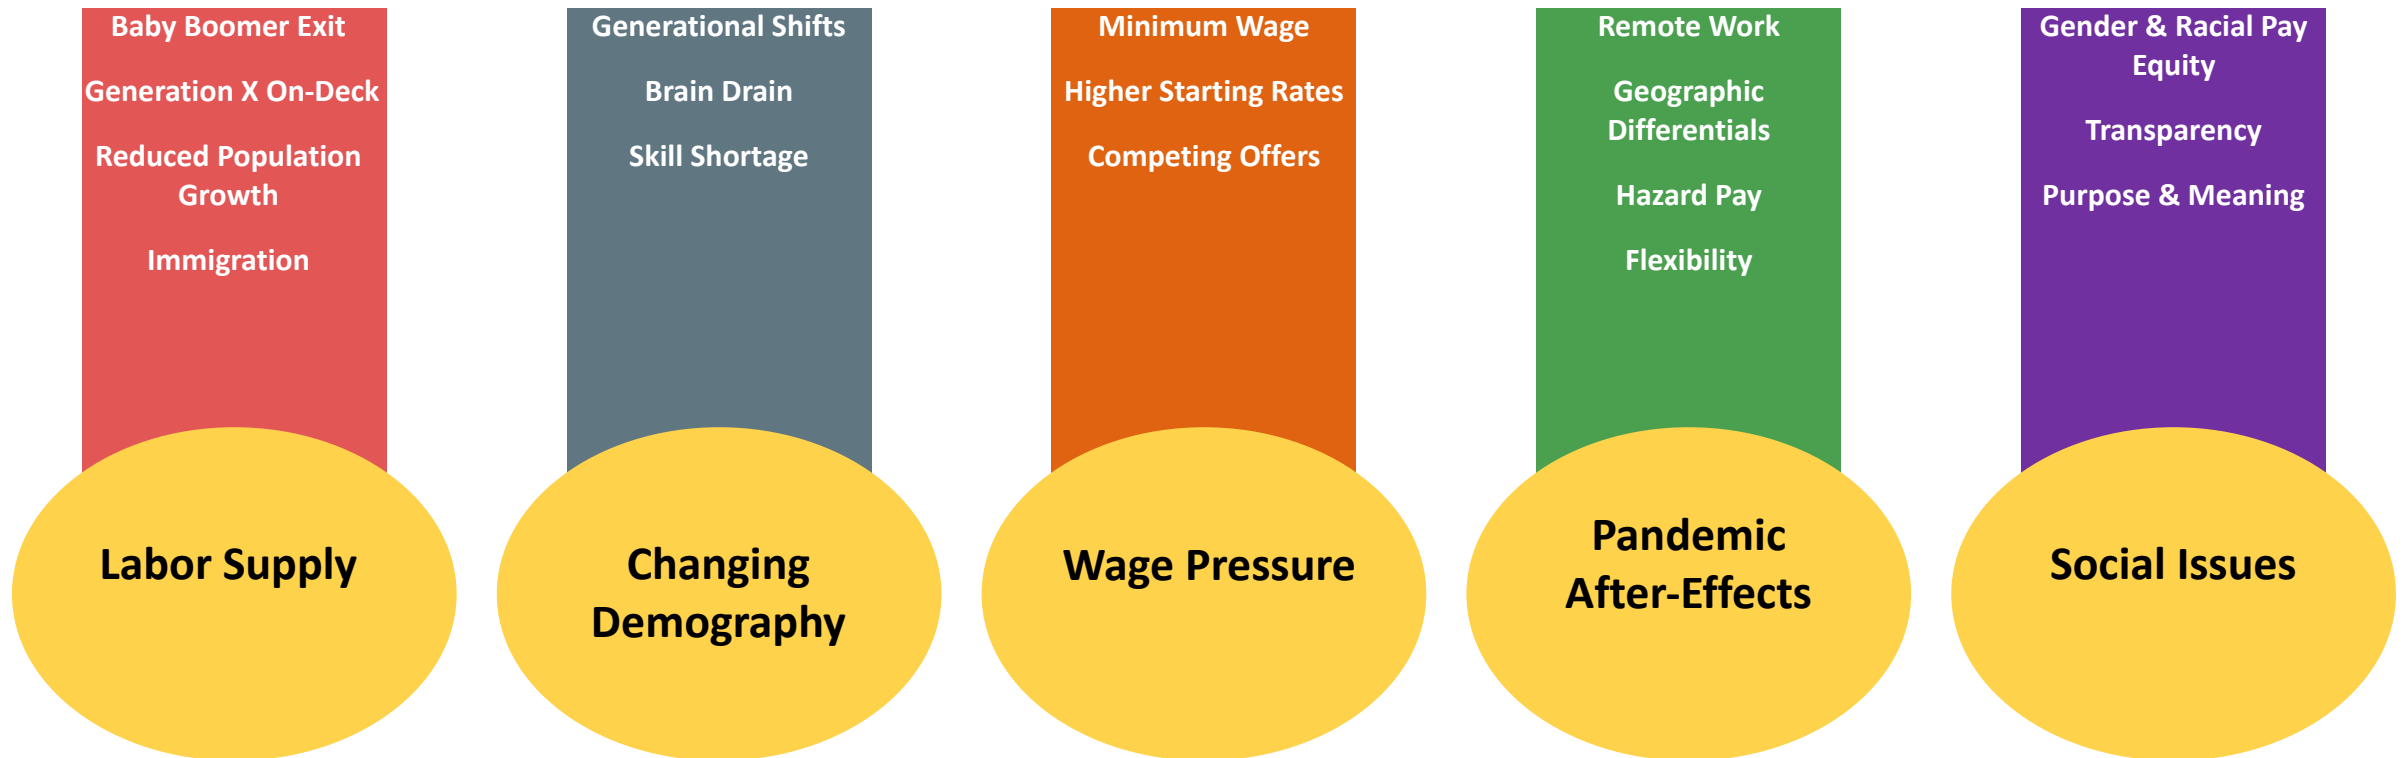 Baby Boomer Exit
Generation X On-Deck
Reduced Population
Growth
Immigration
Labor Supply
Generational Shifts
Brain Drain
Skill Shortage
Changing
Demography
Minimum Wage
Higher Starting Rates
Competing Offers
Wage Pressure
Remote Work
Geographic
Differentials
Hazard Pay
Flexibility
Pandemic
After-Effects
Gender & Racial Pay
Equity
Transparency
Purpose & Meaning
Social Issues